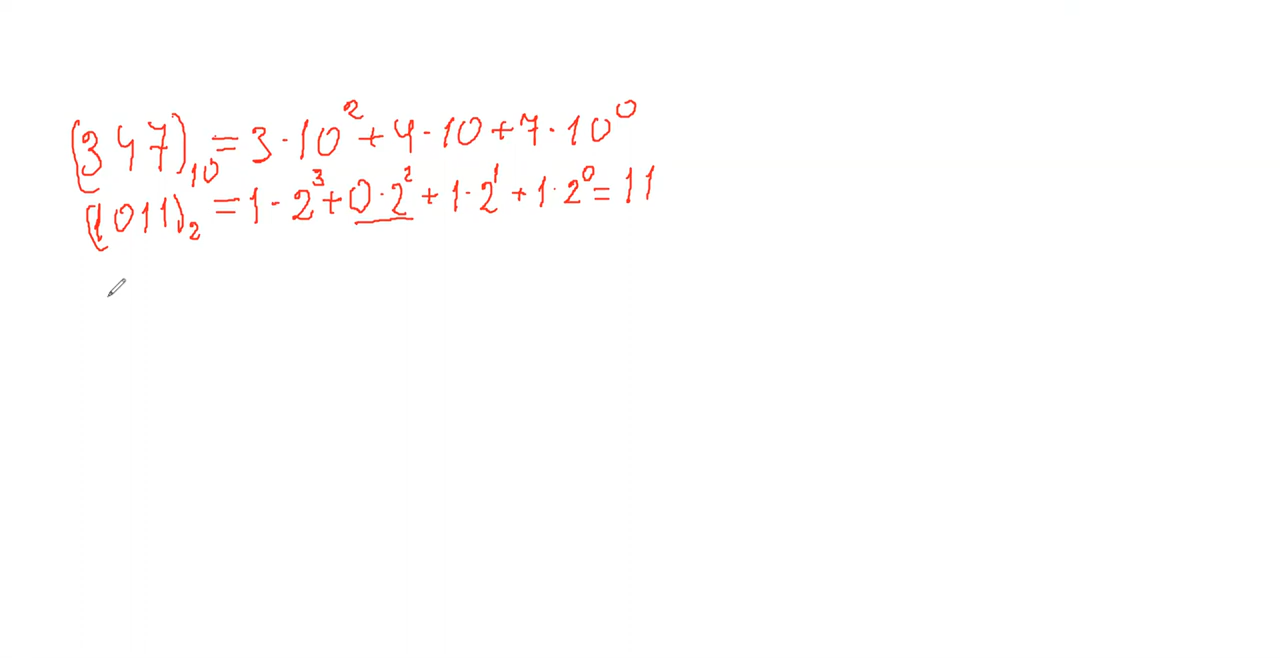 (347)₁₀ = 3·10² + 4·10 + 7·10⁰
(1011)₂ = 1·2³ + 0·2² + 1·2¹ + 1·2⁰ = 11